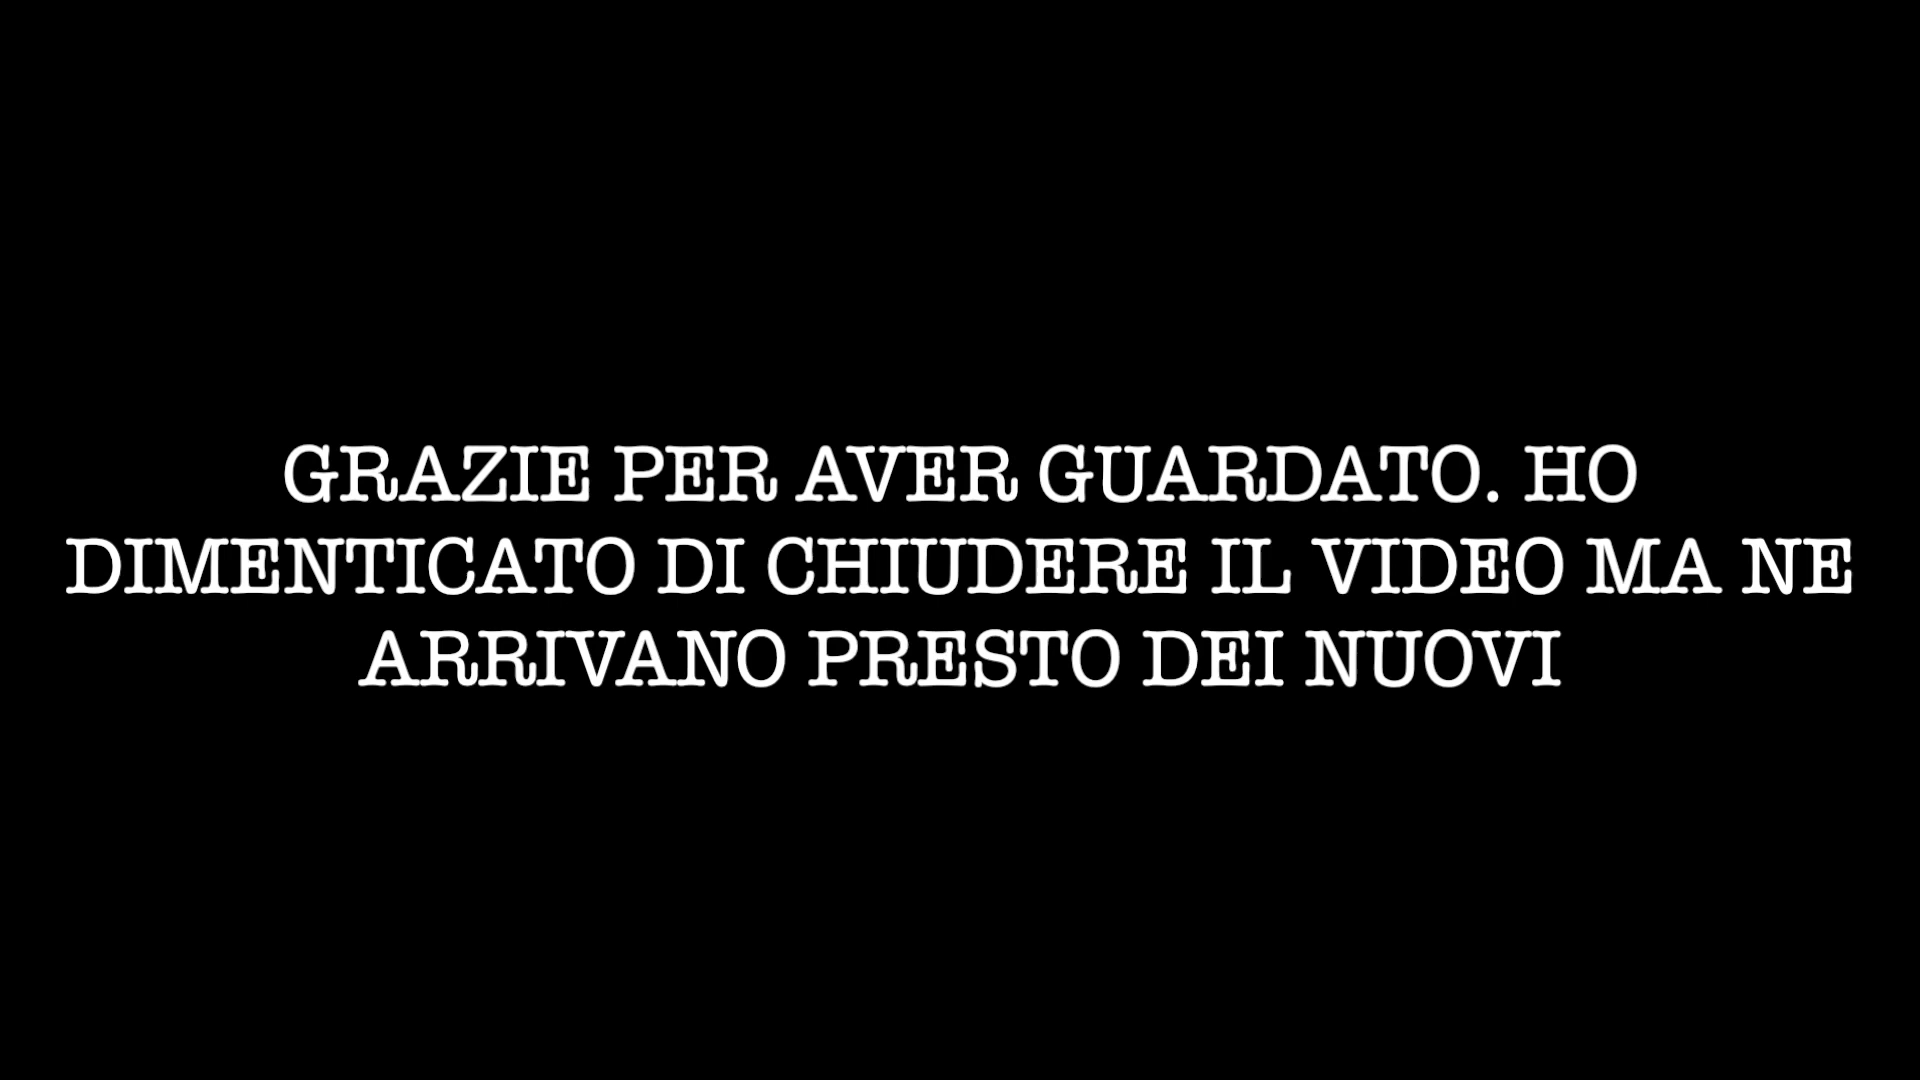 GRAZIE PER AVER GUARDATO. HO
DIMENTICATO DI CHIUDERE IL VIDEO MA NE
ARRIVANO PRESTO DEI NUOVI